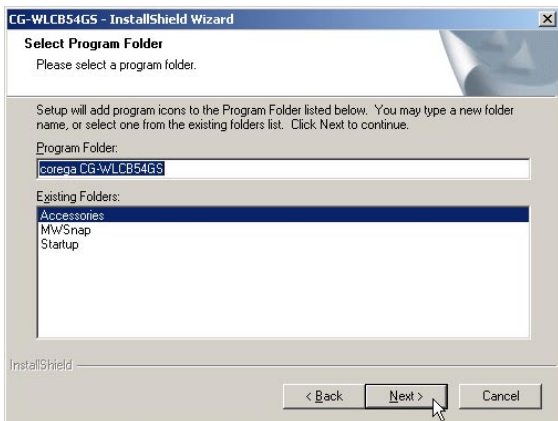 CG-WLCB54GS - InstallShield Wizard
Select Program Folder
Please select a program folder.
Setup will add program icons to the Program Folder listed below. You may type a new folder
name, or select one from the existing folders list. Click Next to continue.
Program Folder:
corega CG-WLCB54GS
Existing Folders:
Accessories
MWSnap
Startup
InstallShield
< Back Next > Cancel